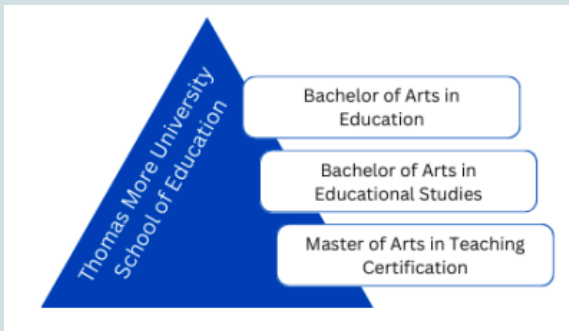 Thomas More University
School of Education
Bachelor of Arts in
Education
Bachelor of Arts in
Educational Studies
Master of Arts in Teaching
Certification